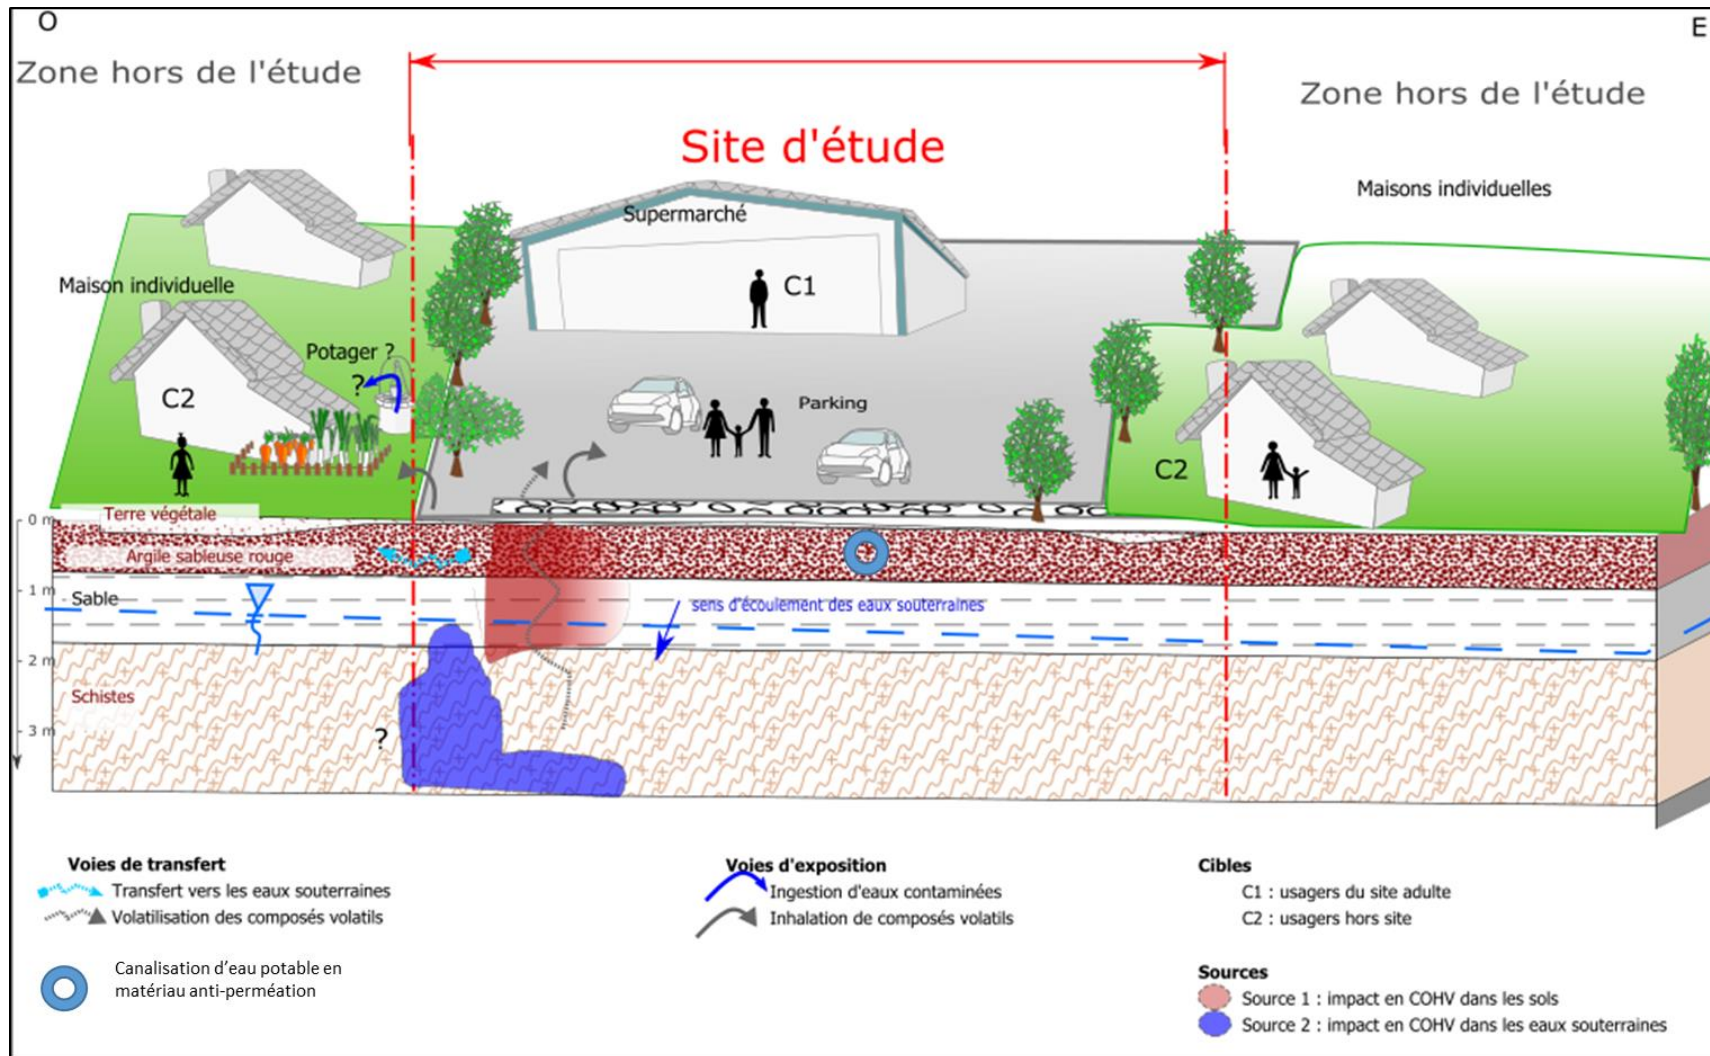 O
E
Zone hors de l'étude
Zone hors de l'étude
Site d'étude
Maisons individuelles
Supermarché
Maison individuelle
C1
Potager ?
?
C2
Parking
C2
Terre végétale
0 m
Argile sableuse rouge
1 m
Sable
sens d'écoulement des eaux souterraines
2 m
Schistes
3 m
?
Voies de transfert
Transfert vers les eaux souterraines
Volatilisation des composés volatils
Canalisation d'eau potable en
matériau anti-perméation
Voies d'exposition
Ingestion d'eaux contaminées
Inhalation de composés volatils
Cibles
C1 : usagers du site adulte
C2 : usagers hors site
Sources
Source 1 : impact en COHV dans les sols
Source 2 : impact en COHV dans les eaux souterraines